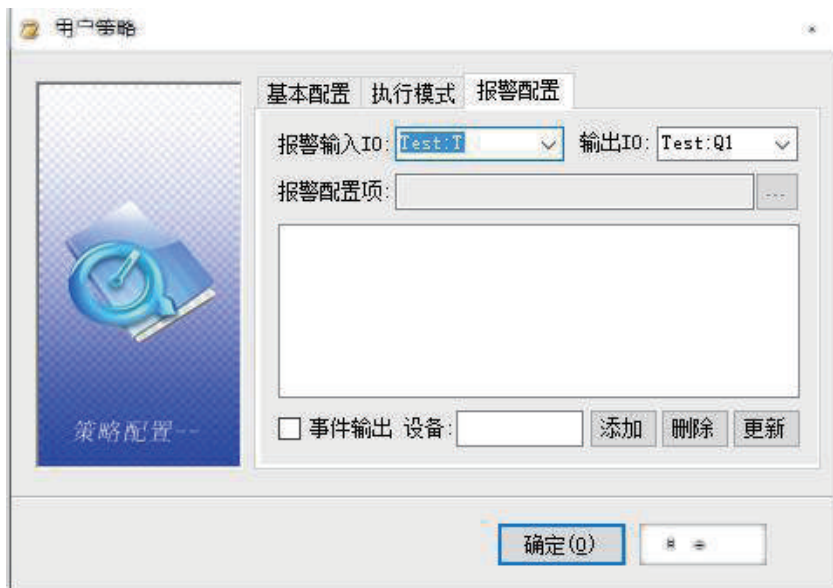 用户策略
基本配置 执行模式 报警配置
报警输入IO: Test:T 输出IO: Test:Q1
报警配置项: ...
策略配置--
事件输出 设备: 添加 删除 更新
确定(O)